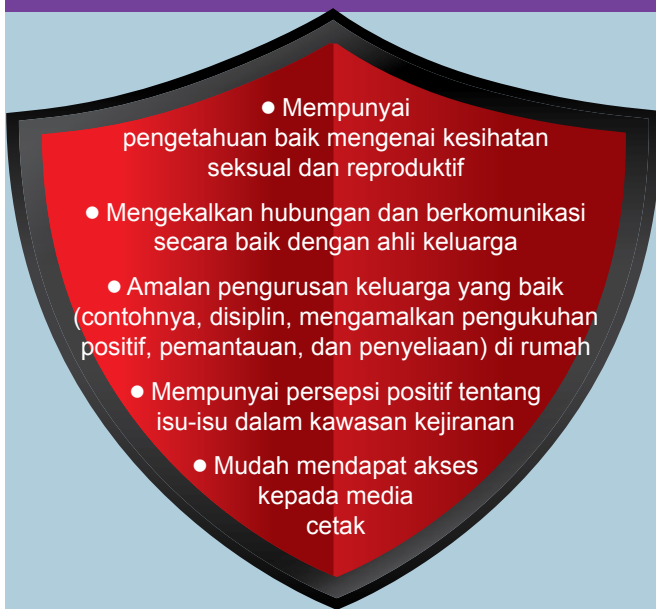 ● Mempunyai
pengetahuan baik mengenai kesihatan
seksual dan reproduktif
● Mengekalkan hubungan dan berkomunikasi
secara baik dengan ahli keluarga
● Amalan pengurusan keluarga yang baik
(contohnya, disiplin, mengamalkan pengukuhan
positif, pemantauan, dan penyeliaan) di rumah
● Mempunyai persepsi positif tentang
isu-isu dalam kawasan kejiranan
● Mudah mendapat akses
kepada media
cetak